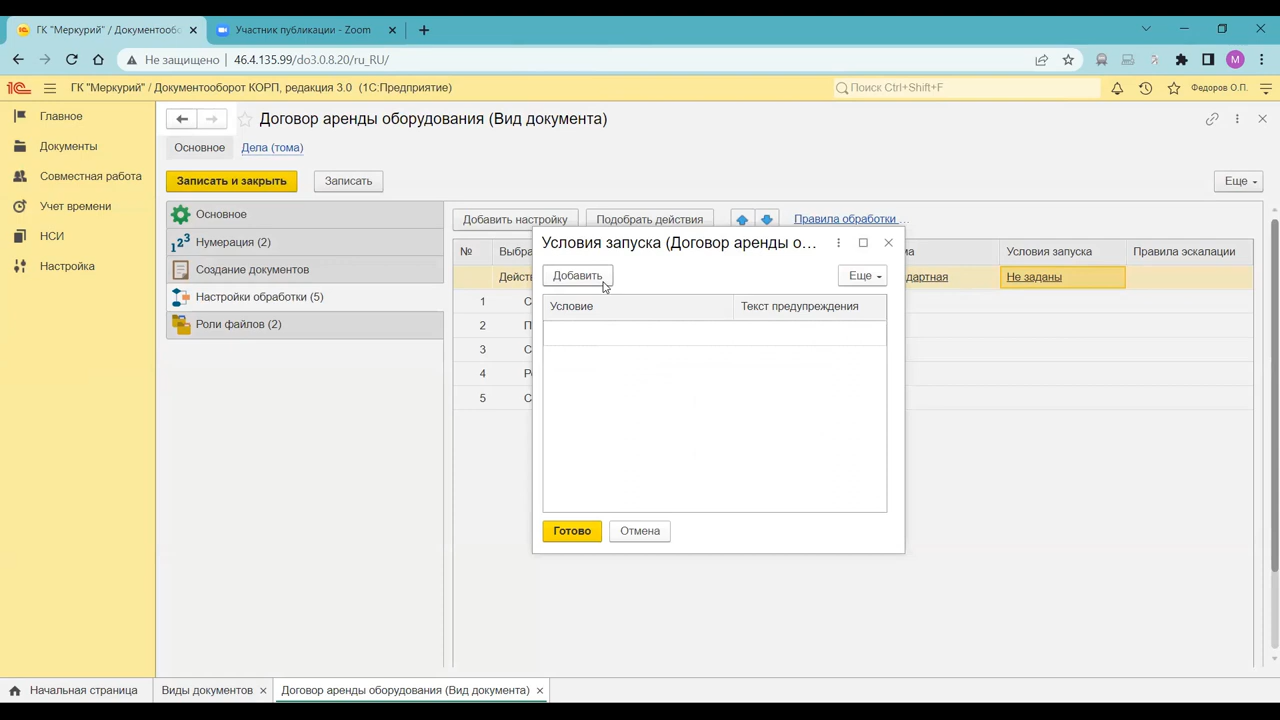 ГК "Меркурий" / Документообо
Участник публикации - Zoom
Не защищено
46.4.135.99/do3.0.8.20/ru_RU/
M
1С
ГК "Меркурий" / Документооборот КОРП, редакция 3.0 (1С:Предприятие)
Поиск Ctrl+Shift+F
Федоров О.П.
Главное
Документы
Совместная работа
Учет времени
НСИ
Настройка
Договор аренды оборудования (Вид документа)
Основное
Дела (тома)
Записать и закрыть
Записать
Еще
Основное
Нумерация (2)
Создание документов
Настройки обработки (5)
Роли файлов (2)
Добавить настройку
Подобрать действия
Правила обработки ...
№
Выбра
ма
Условия запуска
Правила эскалации
Дейст
дартная
Не заданы
1 С
2 П
3 С
4 Р
5 С
Условия запуска (Договор аренды о...
Добавить
Еще
Условие
Текст предупреждения
Готово
Отмена
Начальная страница
Виды документов
Договор аренды оборудования (Вид документа)